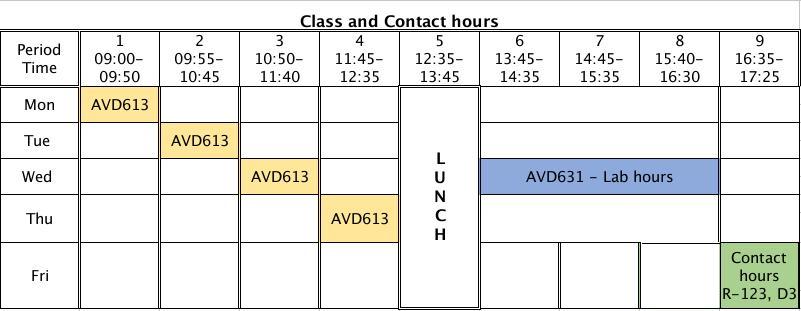 Class and Contact hours
Period Time 1 09:00- 09:50 2 09:55- 10:45 3 10:50- 11:40 4 11:45- 12:35 5 12:35- 13:45 6 13:45- 14:35 7 14:45- 15:35 8 15:40- 16:30 9 16:35- 17:25
Mon AVD613
Tue AVD613
Wed AVD613 AVD631 - Lab hours
Thu AVD613
L
U
N
C
H
Fri Contact hours R-123, D3